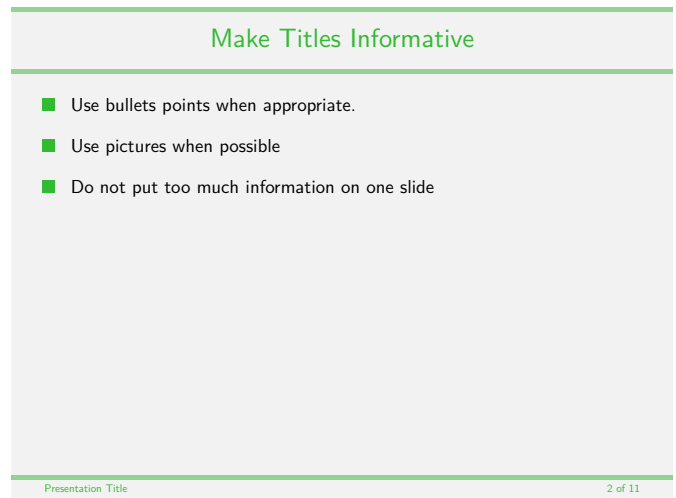 Make Titles Informative
Use bullets points when appropriate.
Use pictures when possible
Do not put too much information on one slide
Presentation Title
2 of 11